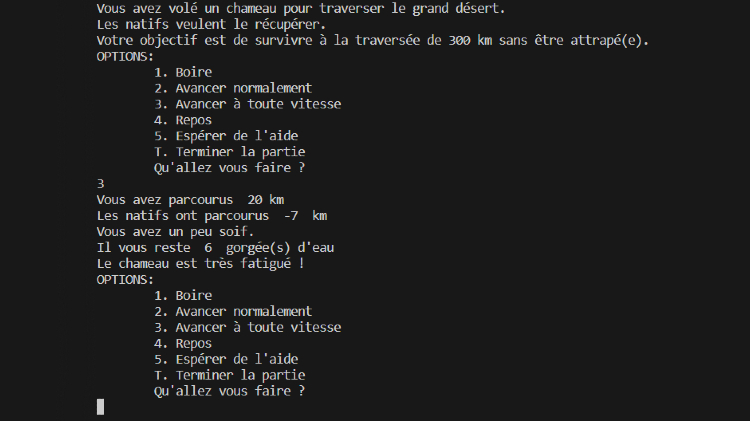 Vous avez volé un chameau pour traverser le grand désert.
Les natifs veulent le récupérer.
Votre objectif est de survivre à la traversée de 300 km sans être attrapé(e).
OPTIONS:
1. Boire
2. Avancer normalement
3. Avancer à toute vitesse
4. Repos
5. Espérer de l'aide
T. Terminer la partie
Qu'allez vous faire ?
3
Vous avez parcourus  20 km
Les natifs ont parcourus  -7  km
Vous avez un peu soif.
Il vous reste  6  gorgée(s) d'eau
Le chameau est très fatigué !
OPTIONS:
1. Boire
2. Avancer normalement
3. Avancer à toute vitesse
4. Repos
5. Espérer de l'aide
T. Terminer la partie
Qu'allez vous faire ?